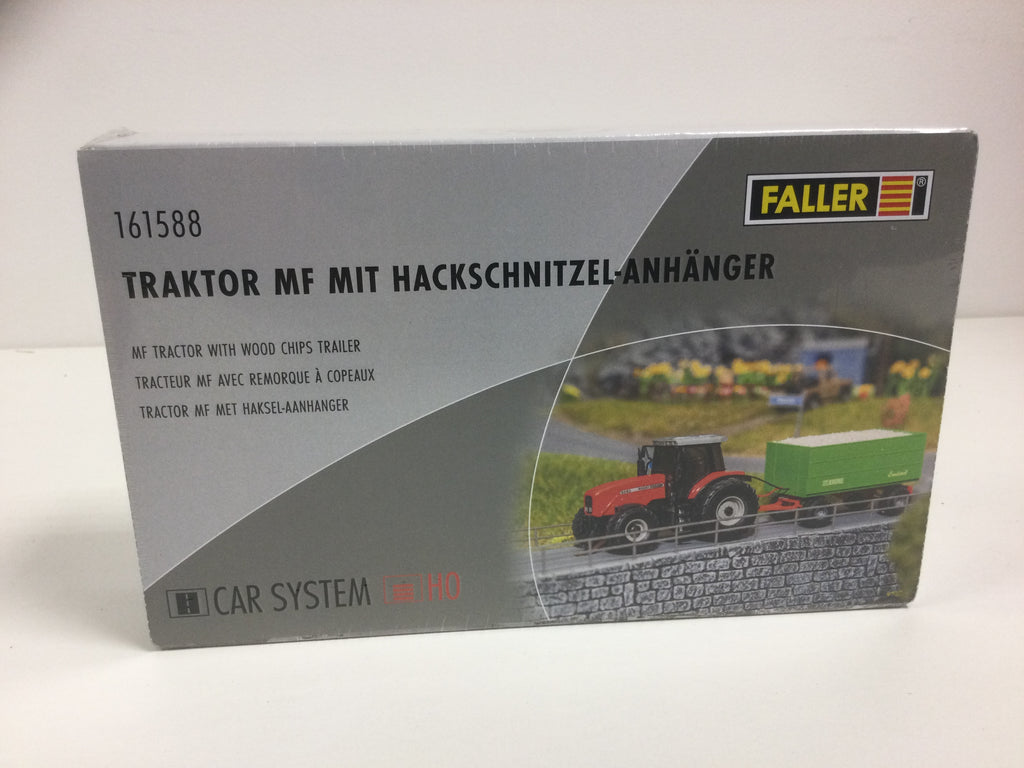 161588
FALLER®
TRAKTOR MF MIT HACKSCHNITZEL-ANHÄNGER
MF TRACTOR WITH WOOD CHIPS TRAILER
TRACTEUR MF AVEC REMORQUE À COPEAUX
TRACTOR MF MET HAKSEL-AANHANGER
CAR SYSTEM HO